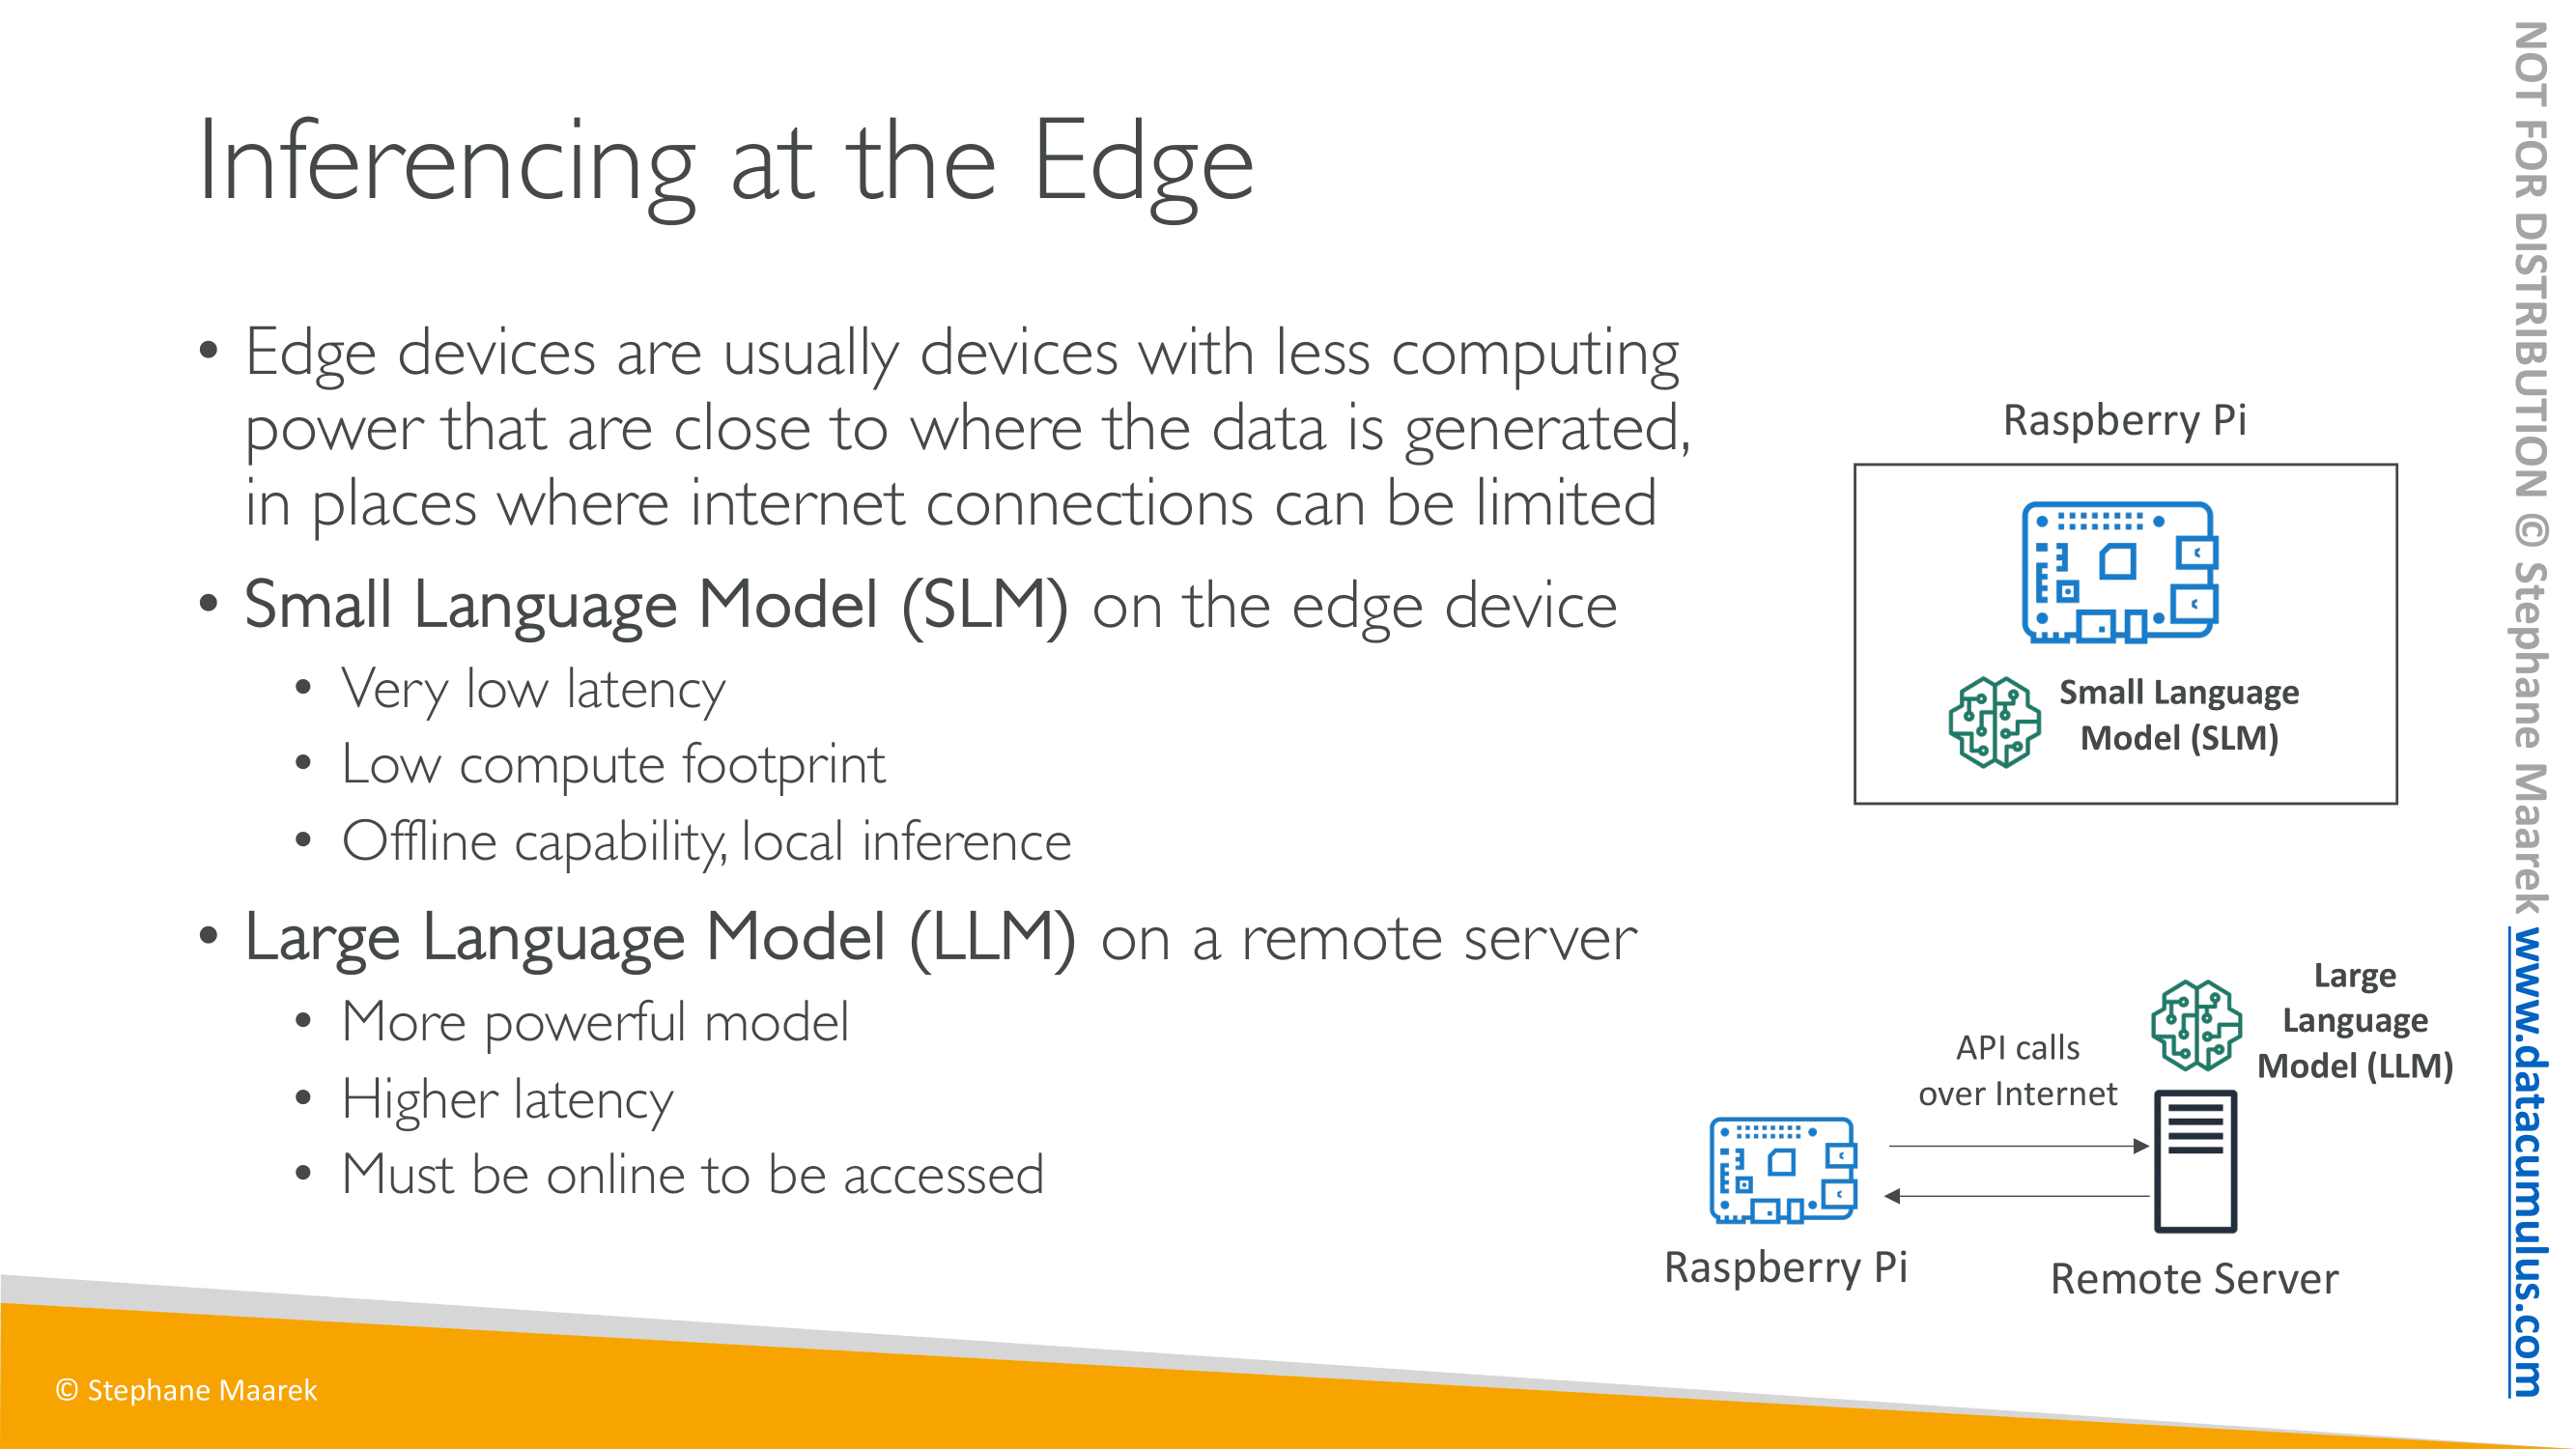 Inferencing at the Edge
• Edge devices are usually devices with less computing
power that are close to where the data is generated,
in places where internet connections can be limited
• Small Language Model (SLM) on the edge device
• Very low latency
• Low compute footprint
• Offline capability, local inference
• Large Language Model (LLM) on a remote server
• More powerful model
• Higher latency
• Must be online to be accessed
Raspberry Pi
Small Language
Model (SLM)
Large
Language
Model (LLM)
API calls
over Internet
Raspberry Pi
Remote Server
© Stephane Maarek
NOT FOR DISTRIBUTION © Stephane Maarek www.datacumulus.com